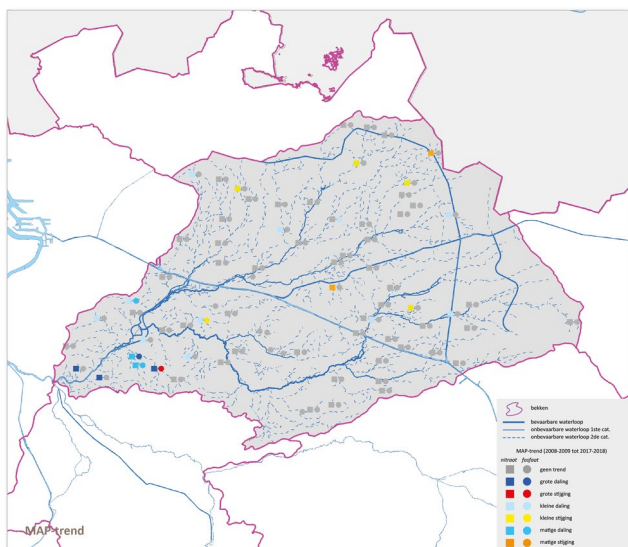 bekken
bevaarbare waterloop
onbevaarbare waterloop 1ste cat.
onbevaarbare waterloop 2de cat.
MAP-trend (2008-2009 tot 2017-2018)
nitraat fosfaat
geen trend
grote daling
grote stijging
kleine daling
kleine stijging
matige daling
matige stijging
MAP-trend